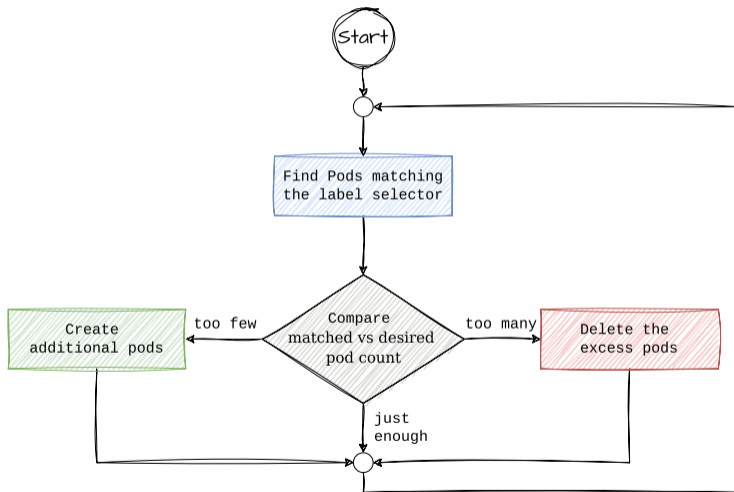 Start
Find Pods matching
the label selector
too few
Compare
matched vs desired
pod count
too many
Create
additional pods
Delete the
excess pods
just
enough